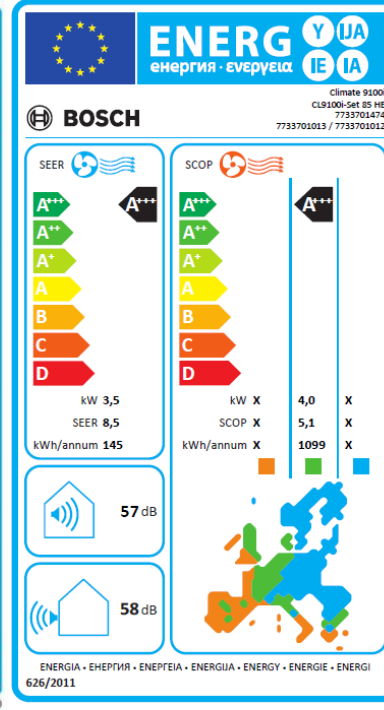 ENERG Y IJA
енергия · ενεργεια IE IA
Climate 9100i
CL9100i-Set 85 HE
7733701474
7733701013 / 7733701012
BOSCH
SEER SCOP
A+++ A+++ A+++ A+++
A++ A++
A+ A+
A A
B B
C C
D D
kW 3,5 kW X 4,0 X
SEER 8,5 SCOP X 5,1 X
kWh/annum 145 kWh/annum X 1099 X
57 dB
58 dB
ENERGIA • ЕНЕРГИЯ • ΕΝΕΡΓΕΙΑ • ENERGIJA • ENERGY • ENERGIE • ENERGI
626/2011